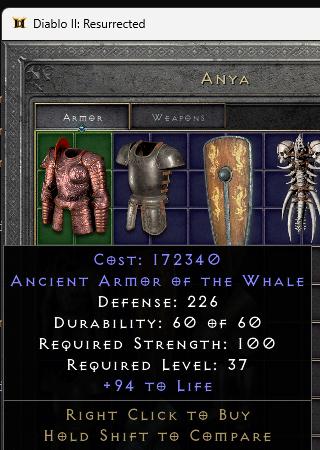 Diablo II: Resurrected
Anya
Armor
Weapons
Cost: 172340
Ancient Armor of the Whale
Defense: 226
Durability: 60 of 60
Required Strength: 100
Required Level: 37
+94 to Life
Right Click to Buy
Hold Shift to Compare